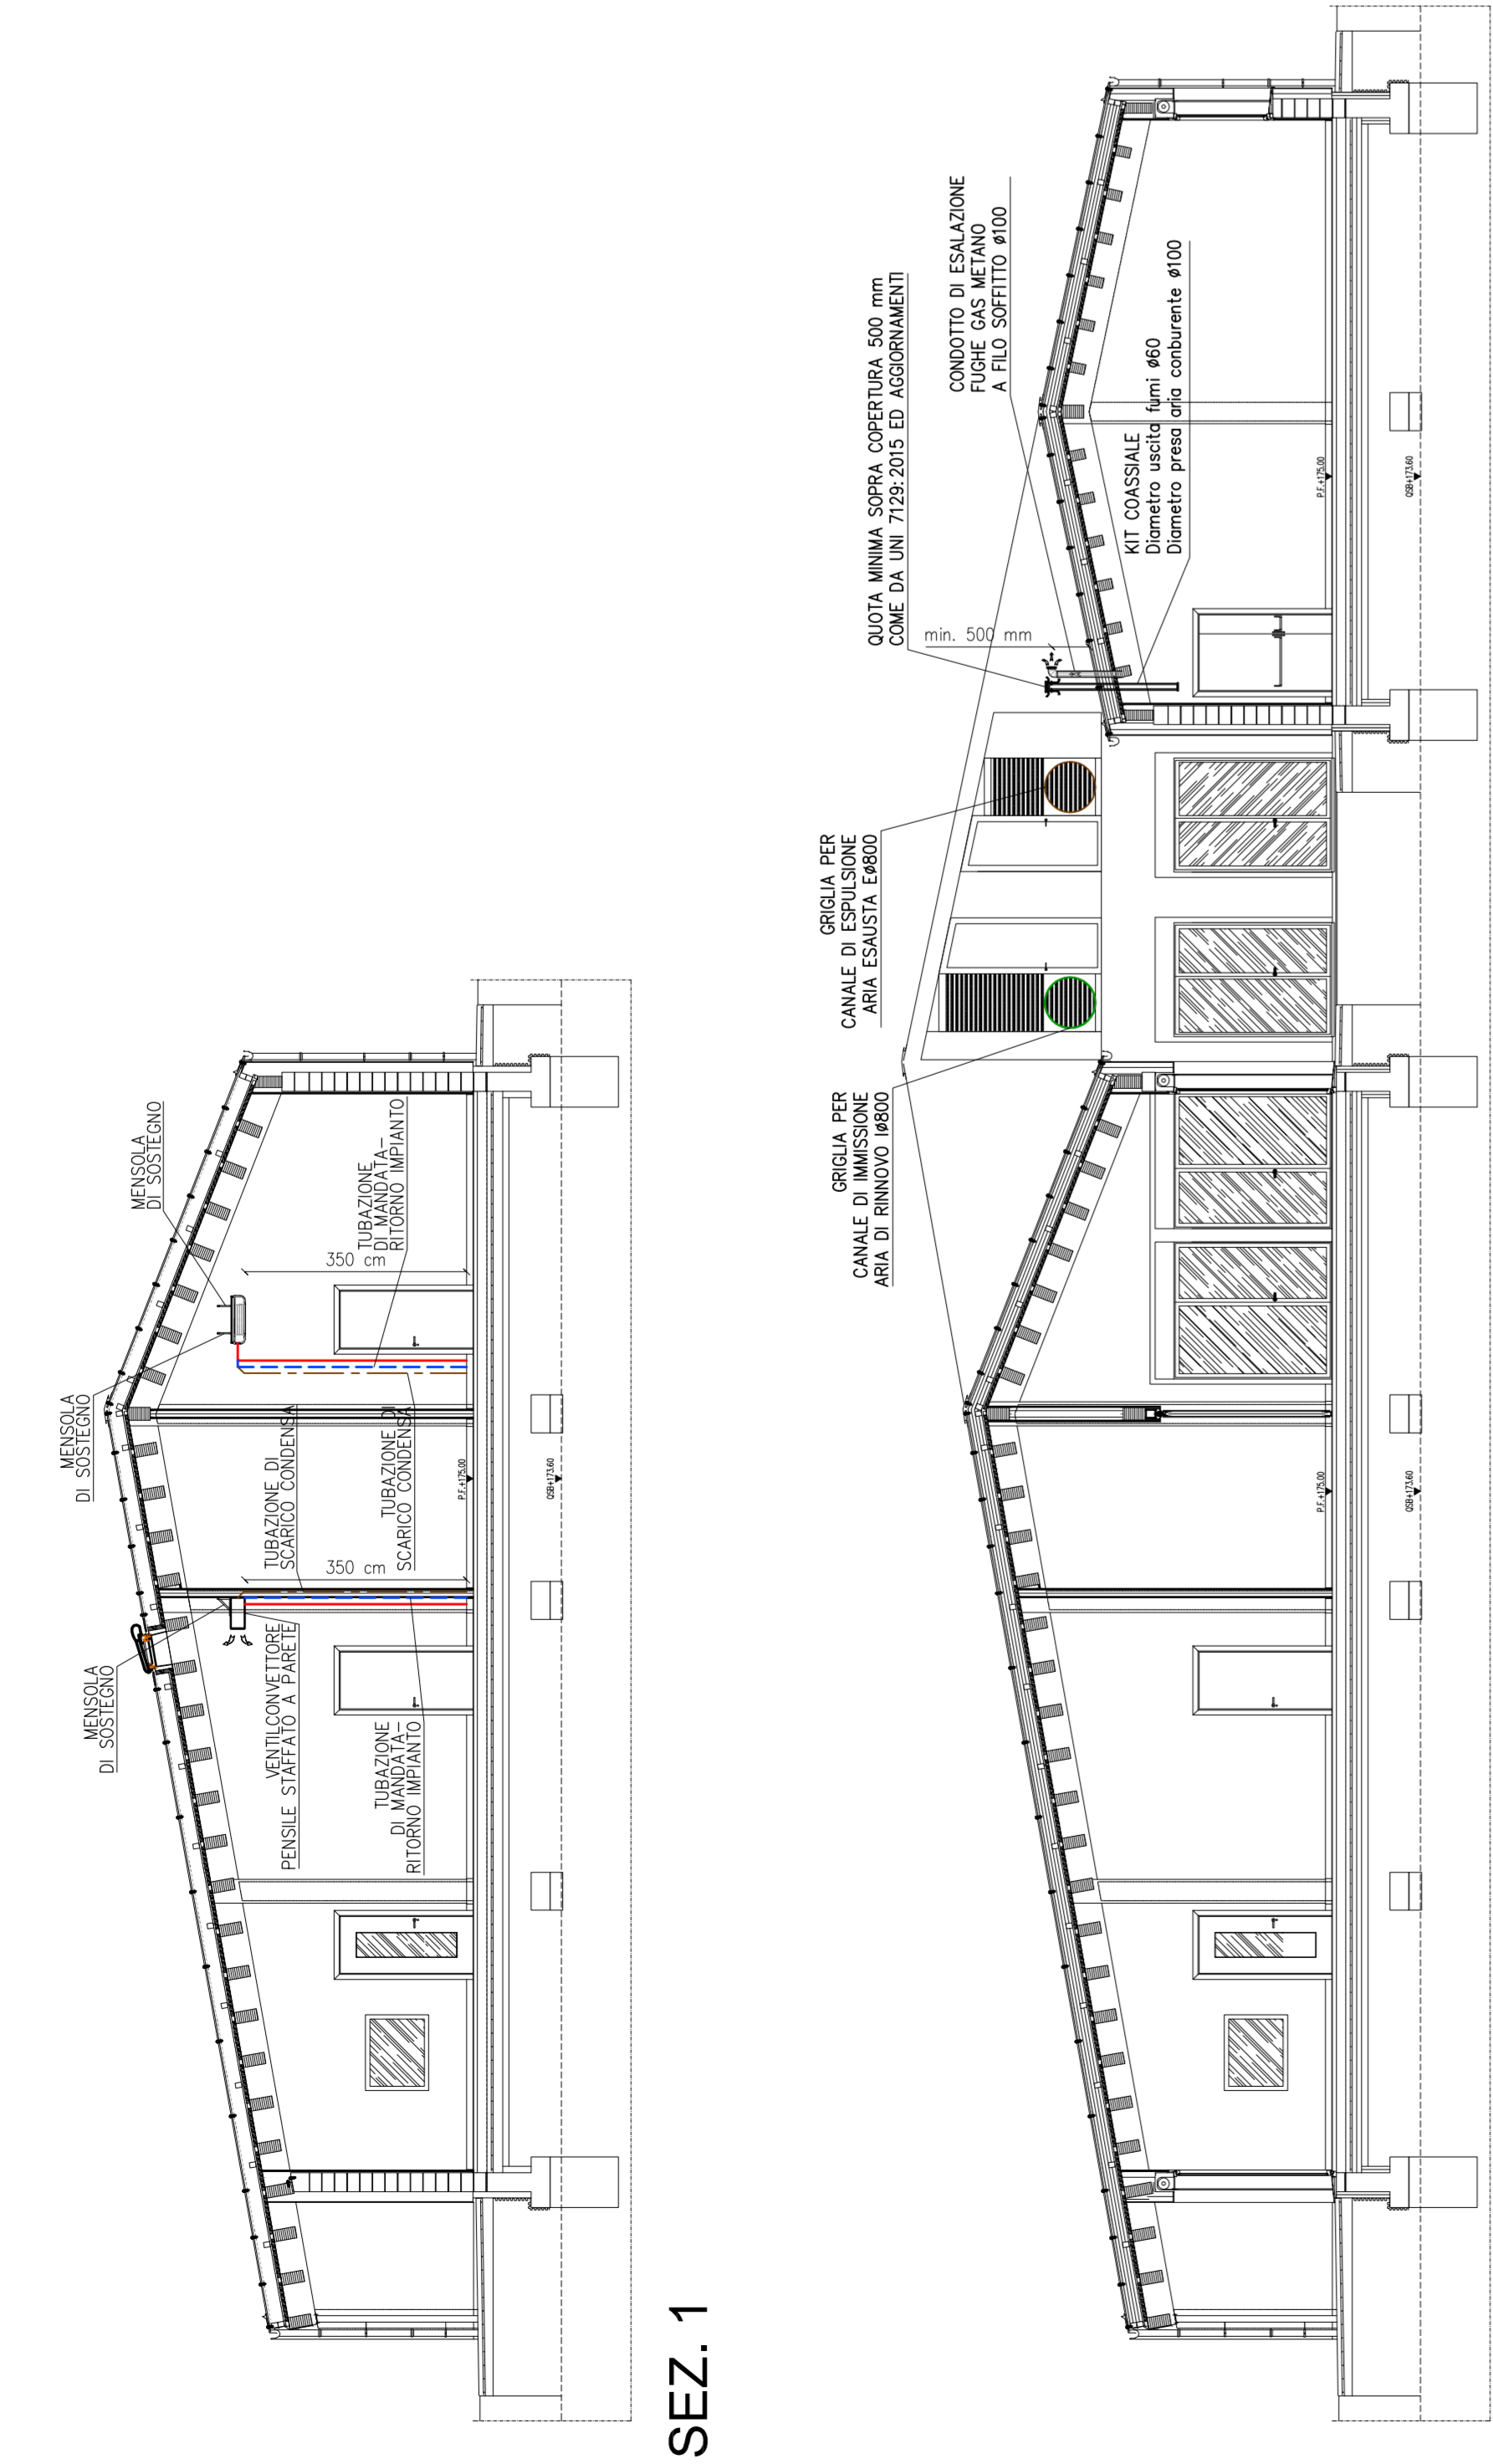 MENSOLA
DI SOSTEGNO
VENTILCONVETTORE
PENSILE STAFFATO A PARETE
TUBAZIONE
DI MANDATA-
RITORNO IMPIANTO
MENSOLA
DI SOSTEGNO
TUBAZIONE DI
SCARICO CONDENSA
350 cm
TUBAZIONE DI
SCARICO CONDENSA
P.F.+175.00
QSB+173.60
MENSOLA
DI SOSTEGNO
TUBAZIONE
DI MANDATA-
RITORNO IMPIANTO
350 cm
SEZ. 1
GRIGLIA PER
CANALE DI IMMISSIONE
ARIA DI RINNOVO IØ800
GRIGLIA PER
CANALE DI ESPULSIONE
ARIA ESAUSTA EØ800
QUOTA MINIMA SOPRA COPERTURA 500 mm
COME DA UNI 7129:2015 ED AGGIORNAMENTI
min. 500 mm
CONDOTTO DI ESALAZIONE
FUGHE GAS METANO
A FILO SOFFITTO Ø100
KIT COASSIALE
Diametro uscita fumi Ø60
Diametro presa aria conburente Ø100
P.F.+175.00
QSB+173.60
P.F.+175.00
QSB+173.60